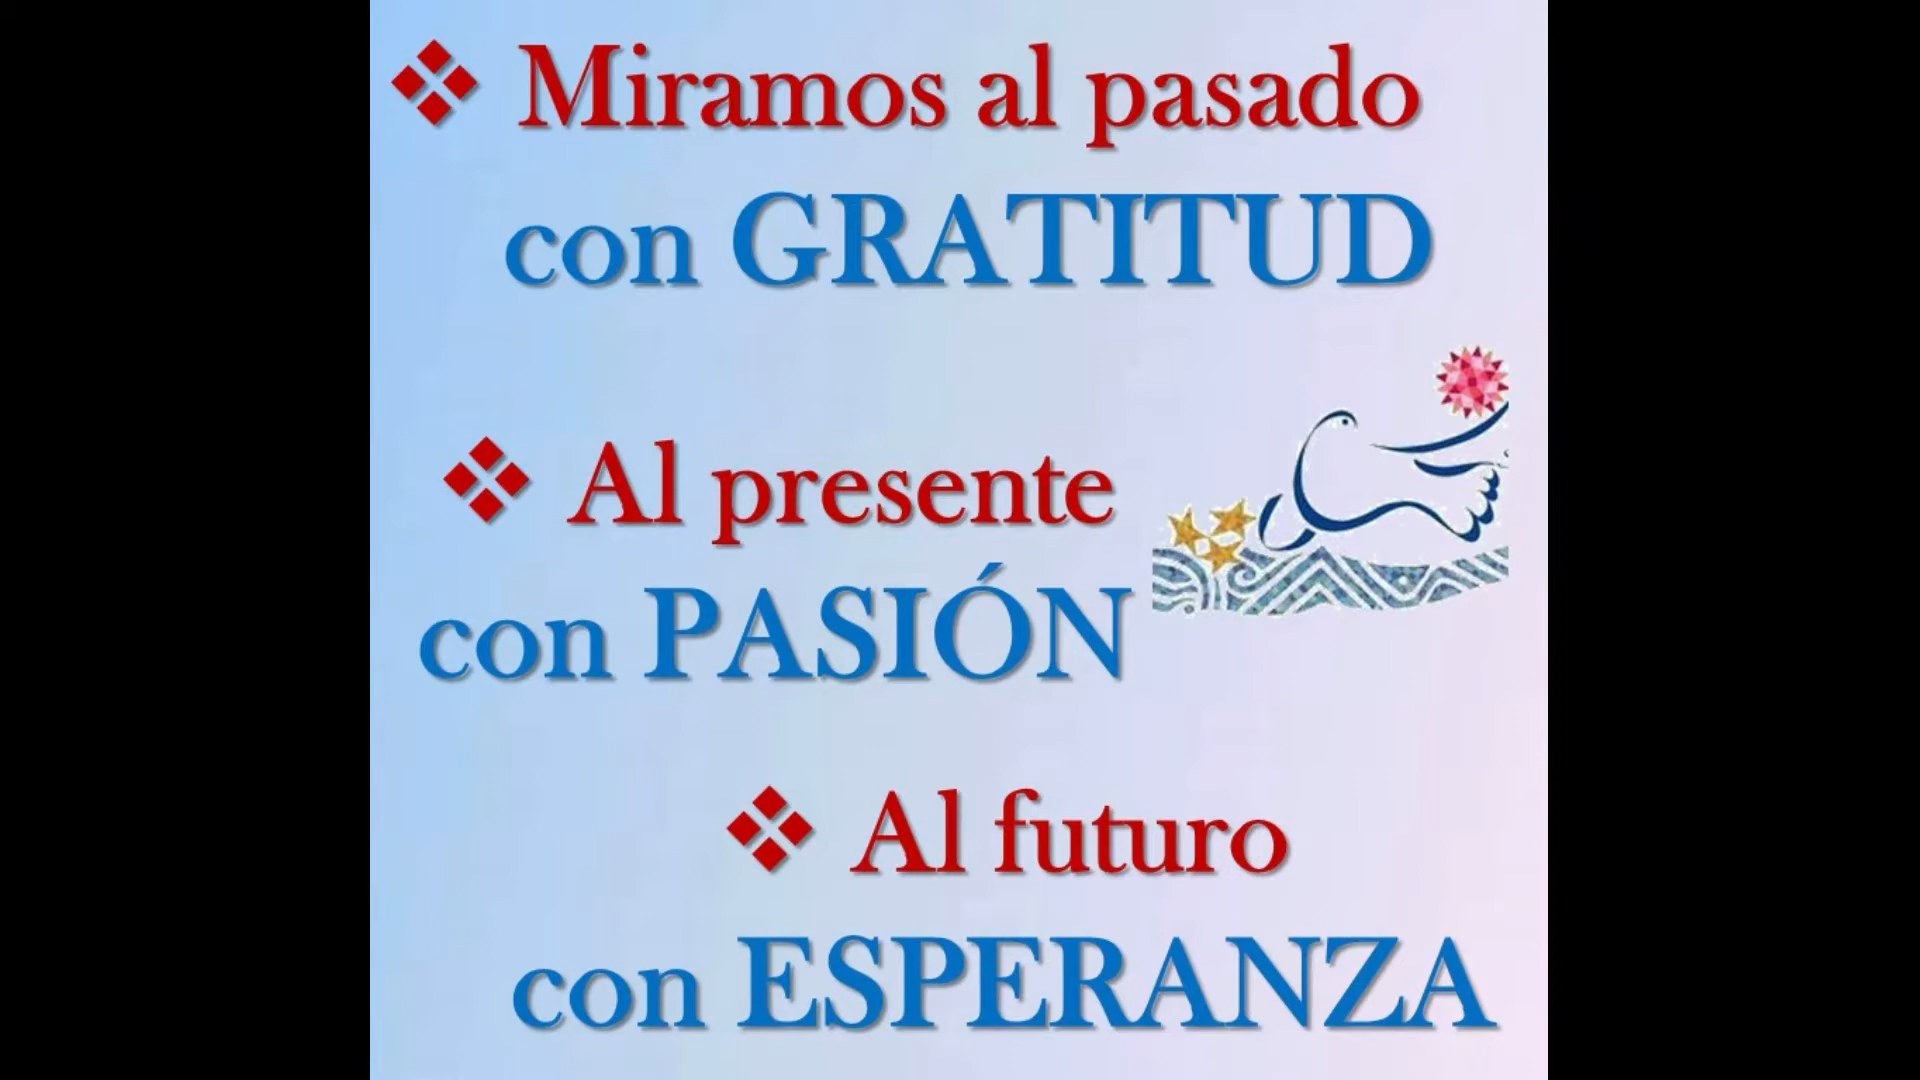 Miramos al pasado
con GRATITUD
Al presente
con PASIÓN
Al futuro
con ESPERANZA